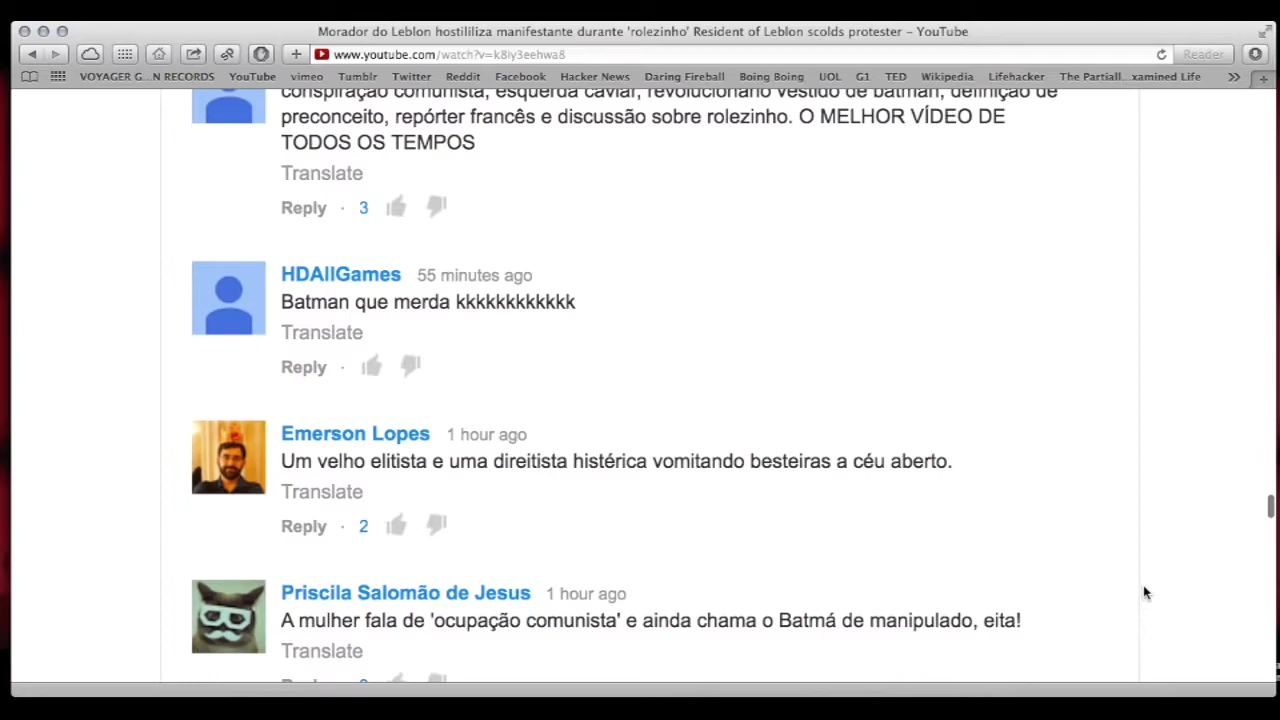 Morador do Leblon hostililiza manifestante durante 'rolezinho' Resident of Leblon scolds protester – YouTube
www.youtube.com/watch?v=k8iy3eehwa8
Reader
VOYAGER G...N RECORDS YouTube vimeo Tumblr Twitter Reddit Facebook Hacker News Daring Fireball Boing Boing UOL G1 TED Wikipedia Lifehacker The Partiall...xamined Life
conspiração comunista, esquerda caviar, revolucionário vestido de batman, definição de
preconceito, repórter francês e discussão sobre rolezinho. O MELHOR VÍDEO DE
TODOS OS TEMPOS
Translate
Reply · 3
HDAllGames 55 minutes ago
Batman que merda kkkkkkkkkkkk
Translate
Reply ·
Emerson Lopes 1 hour ago
Um velho elitista e uma direitista histérica vomitando besteiras a céu aberto.
Translate
Reply · 2
Priscila Salomão de Jesus 1 hour ago
A mulher fala de 'ocupação comunista' e ainda chama o Batmá de manipulado, eita!
Translate